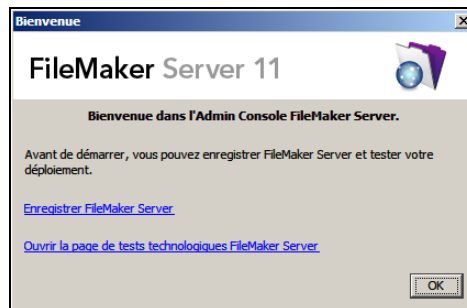 Bienvenue
FileMaker Server 11
Bienvenue dans l'Admin Console FileMaker Server.
Avant de démarrer, vous pouvez enregistrer FileMaker Server et tester votre
déploiement.
Enregistrer FileMaker Server
Ouvrir la page de tests technologiques FileMaker Server
OK